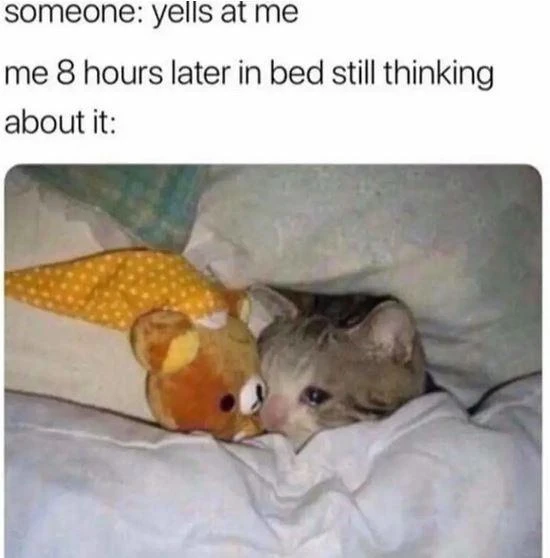 someone: yells at me
me 8 hours later in bed still thinking
about it: